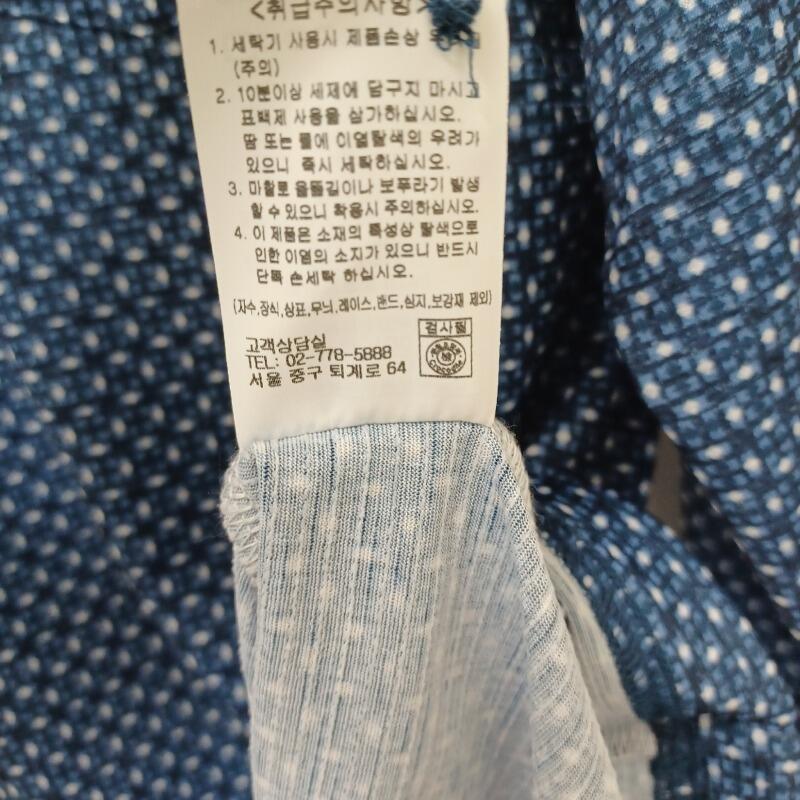 <취급주의사항>
1. 세탁기 사용시 제품손상
(주의)
2. 10분이상 세제에 담구지 마시고
표백제 사용을 삼가하십시오.
땀 또는 물에 이염탈색의 우려가
있으니 즉시 세탁하십시오.
3. 마찰로 올뜯김이나 보푸라기 발생
할 수 있으니 착용시 주의하십시오.
4. 이 제품은 소재의 특성상 탈색으로
인한 이염의 소지가 있으니 반드시
단독 손세탁 하십시오.
(자수,장식,상표,무늬,레이스,밴드,심지,보강재 제외)
검사필
고객상담실
TEL: 02-778-5888
서울 중구 퇴계로 64
Crocodile